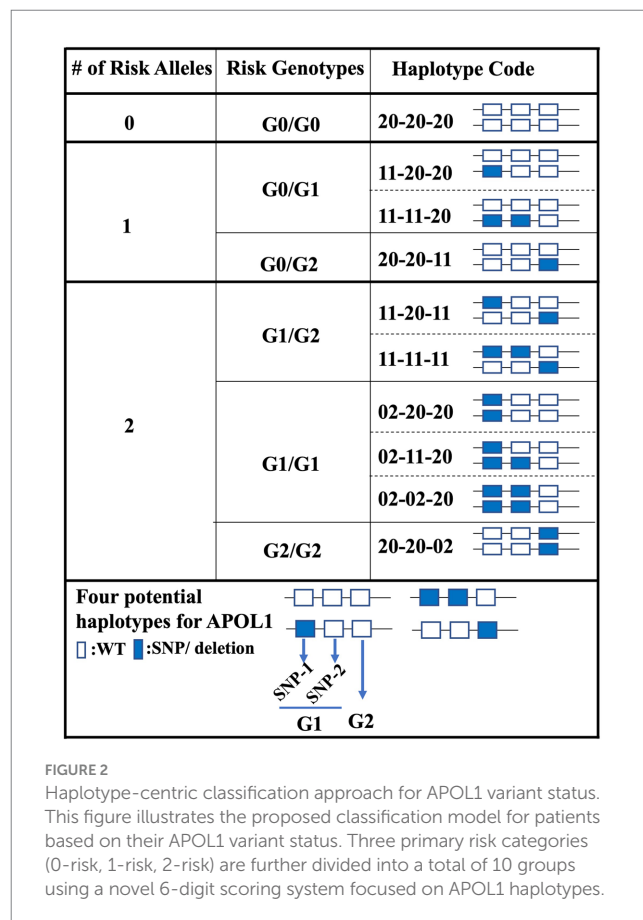 # of Risk Alleles Risk Genotypes Haplotype Code
0 G0/G0 20-20-20
1
G0/G1
11-20-20
11-11-20
G0/G2 20-20-11
2
G1/G2
11-20-11
11-11-11
G1/G1
02-20-20
02-11-20
02-02-20
G2/G2 20-20-02
Four potential
haplotypes for APOL1
:WT :SNP/ deletion
SNP-1 SNP-2
G1 G2
FIGURE 2
Haplotype-centric classification approach for APOL1 variant status.
This figure illustrates the proposed classification model for patients
based on their APOL1 variant status. Three primary risk categories
(0-risk, 1-risk, 2-risk) are further divided into a total of 10 groups
using a novel 6-digit scoring system focused on APOL1 haplotypes.